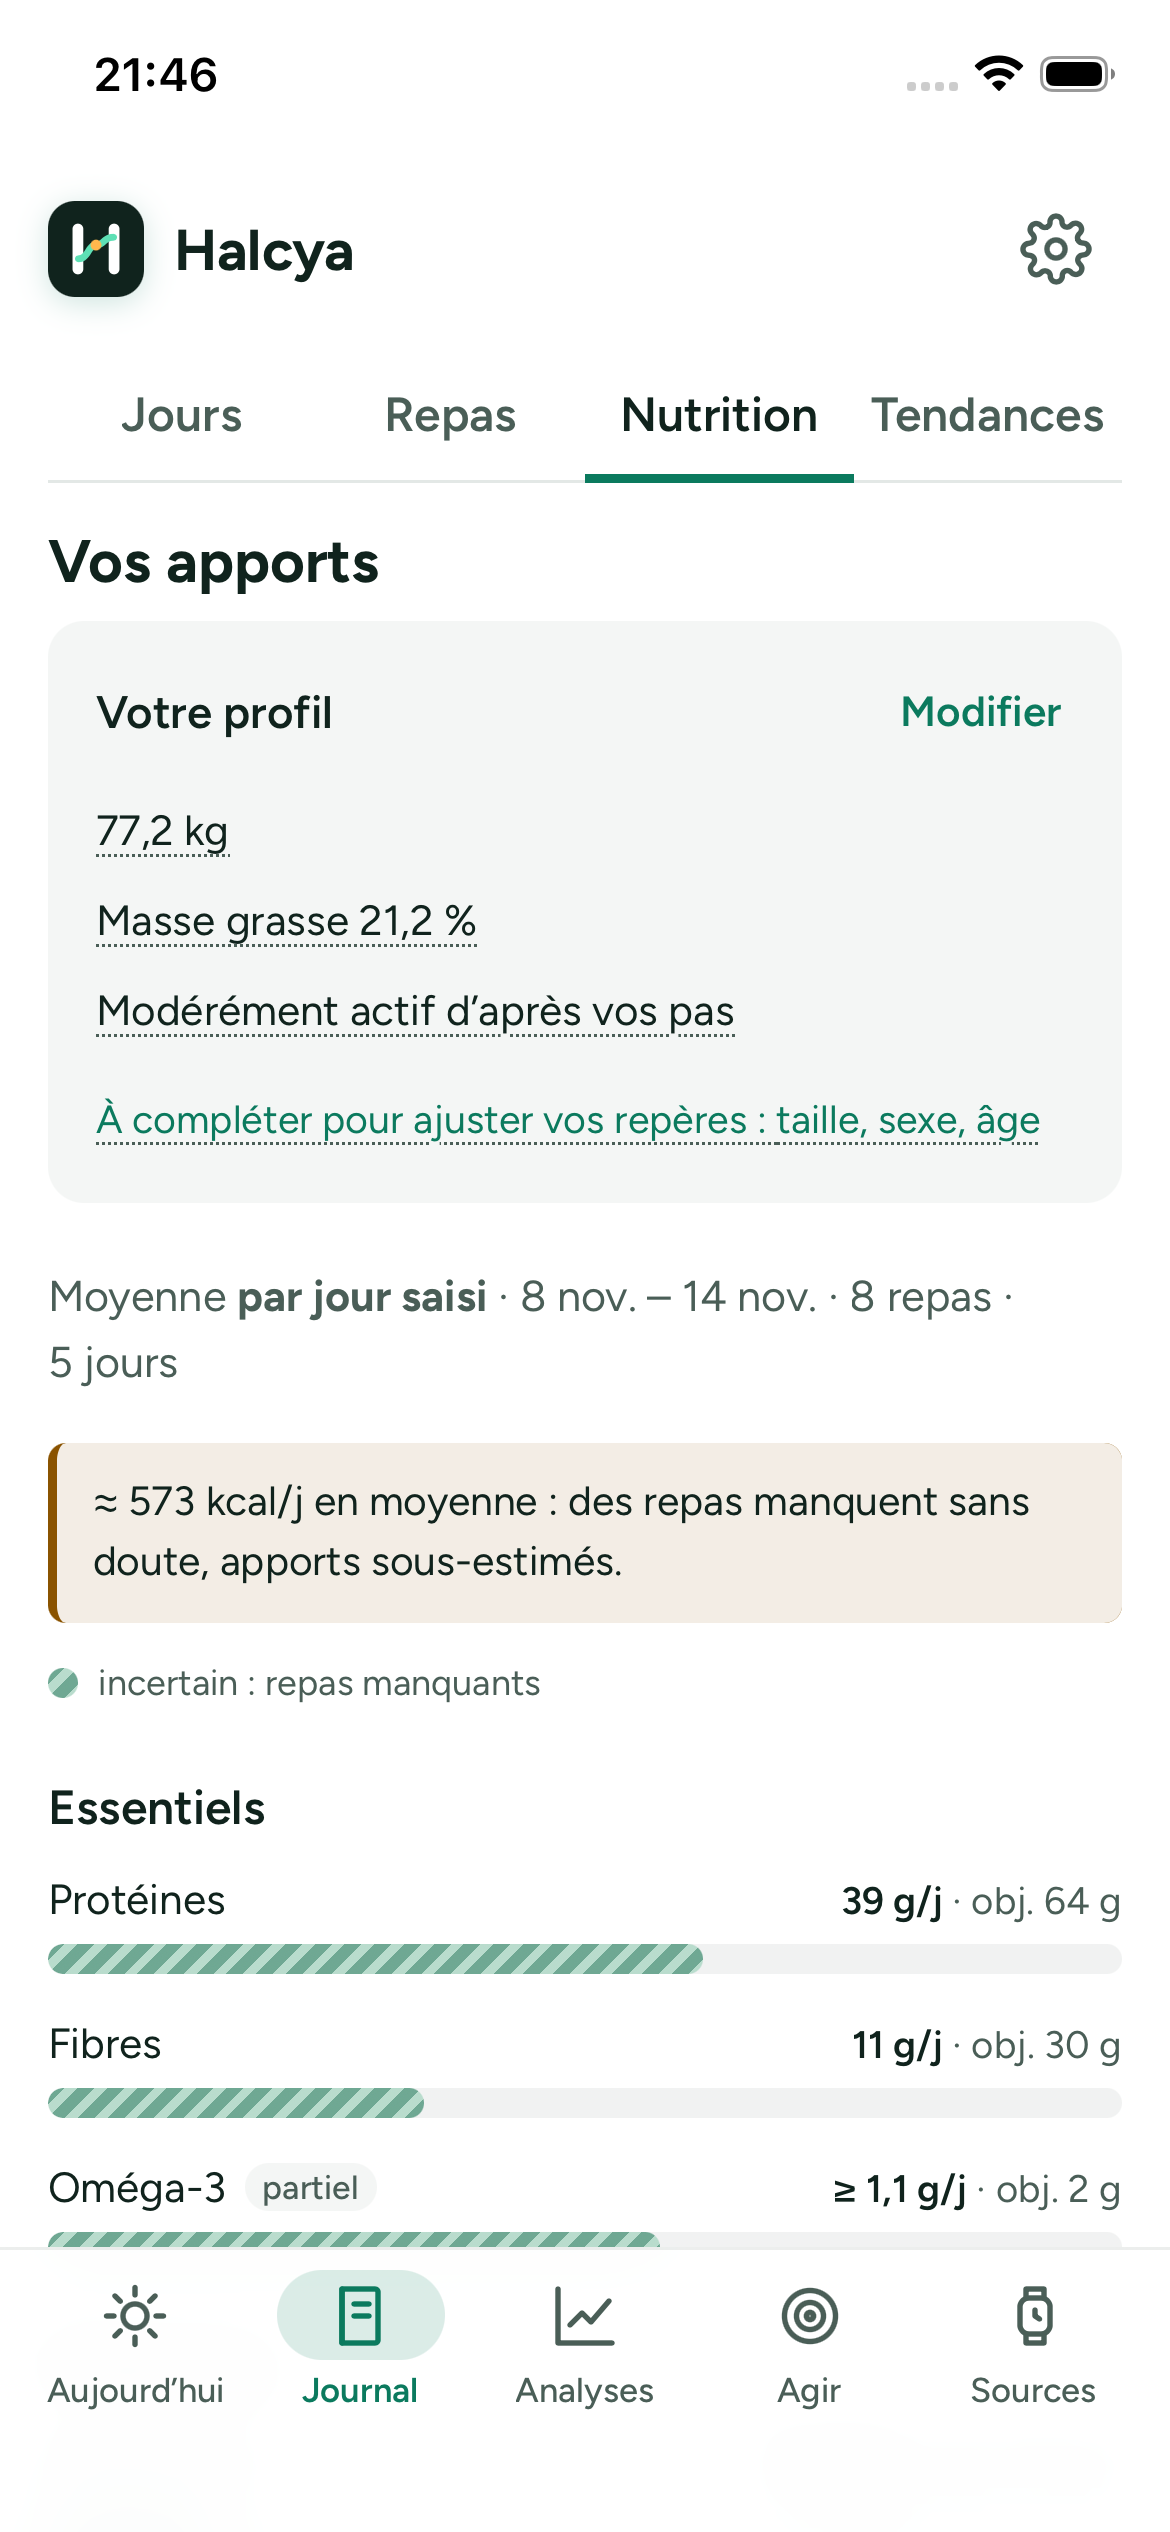 21:46
Halcya
Jours Repas Nutrition Tendances
Vos apports
Votre profil Modifier
77,2 kg
Masse grasse 21,2 %
Modérément actif d’après vos pas
À compléter pour ajuster vos repères : taille, sexe, âge
Moyenne par jour saisi · 8 nov. – 14 nov. · 8 repas ·
5 jours
≈ 573 kcal/j en moyenne : des repas manquent sans
doute, apports sous-estimés.
incertain : repas manquants
Essentiels
Protéines 39 g/j · obj. 64 g
Fibres 11 g/j · obj. 30 g
Oméga-3 partiel ≥ 1,1 g/j · obj. 2 g
Aujourd’hui Journal Analyses Agir Sources